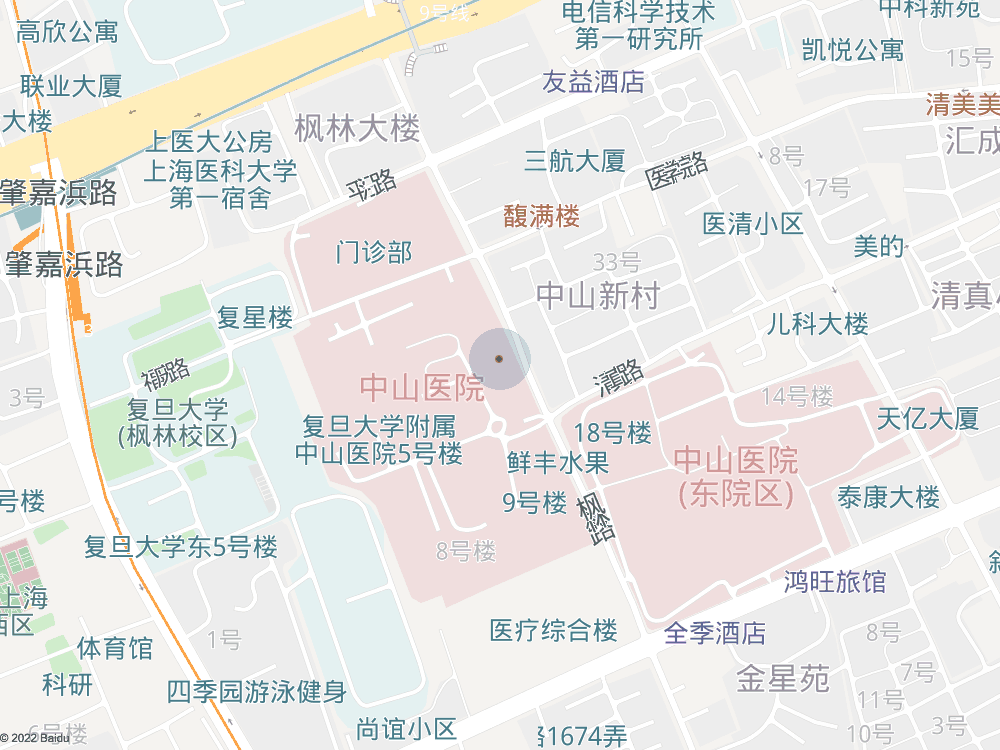 9号线
电信科学技术
第一研究所
中科新苑
高欣公寓
凯悦公寓
15号
联业大厦
友益酒店
清美美
大楼
枫林大楼
汇成
上医大公房
上海医科大学
第一宿舍
三航大厦
医学院路
8号
17号
平江路
肇嘉浜路
馥满楼
医清小区
门诊部
美的
肇嘉浜路
33号
中山新村
清真
复星楼
儿科大楼
3号
中山医院
清真路
14号楼
复旦大学
(枫林校区)
复旦大学附属
中山医院5号楼
18号楼
天亿大厦
鲜丰水果
中山医院
(东院区)
号楼
9号楼
枫林路
泰康大楼
复旦大学东5号楼
8号楼
鸿旺旅馆
上海
西区
1号
体育馆
医疗综合楼
全季酒店
8号
7号
科研
四季园游泳健身
金星苑
11号
6号楼
尚谊小区
路1674弄
10号
3号
© 2022 Baidu